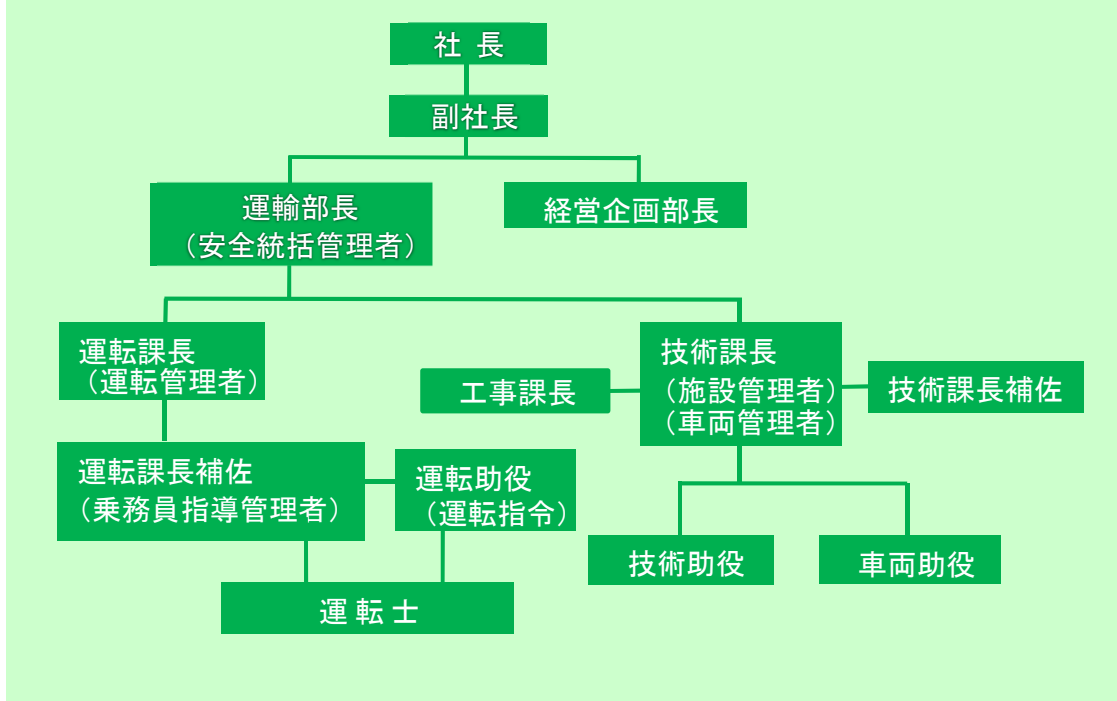 社 長
副社長
運輸部長
（安全統括管理者）
経営企画部長
運転課長
（運転管理者）
工事課長
技術課長
（施設管理者）
（車両管理者）
技術課長補佐
運転課長補佐
（乗務員指導管理者）
運転助役
（運転指令）
技術助役
車両助役
運 転 士